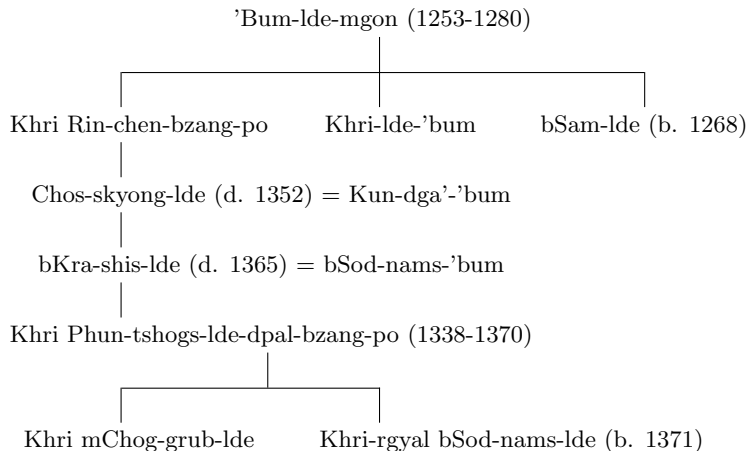 ’Bum-lde-mgon (1253-1280)
Khri Rin-chen-bzang-po Khri-lde-’bum bSam-lde (b. 1268)
Chos-skyong-lde (d. 1352) = Kun-dga’-’bum
bKra-shis-lde (d. 1365) = bSod-nams-’bum
Khri Phun-tshogs-lde-dpal-bzang-po (1338-1370)
Khri mChog-grub-lde Khri-rgyal bSod-nams-lde (b. 1371)